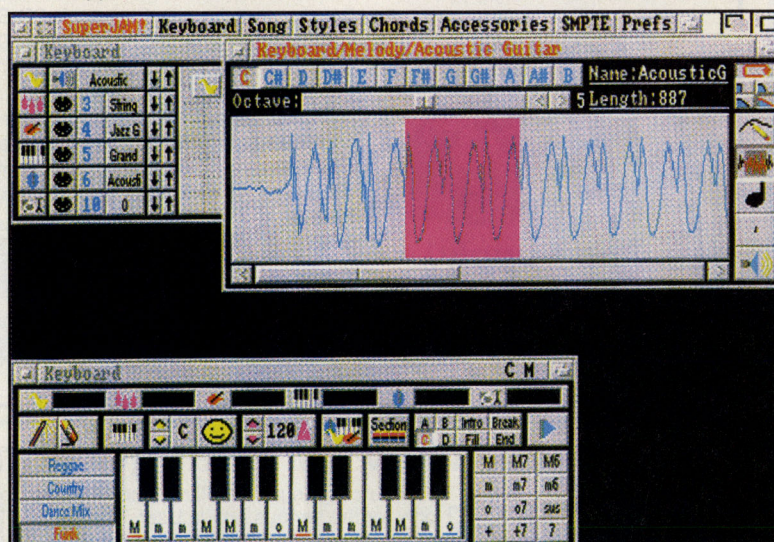 SuperJAM! Keyboard Song Styles Chords Accessories SMPTE Prefs
Keyboard
Acoustic
3 String
4 Jazz G
5 Grand
6 Acousti
10 0
Keyboard/Melody/Acoustic Guitar
C C# D D# E F F# G G# A A# B Name:AcousticG
Octave: 5 Length:887
Keyboard C M
C 120 Section A B Intro Break
C D Fill End
Reggae
Country
Dance Mix
Funk
M m m M M m o M m m M M m o
M M7 M6
m m7 m6
o o7 sus
+ +7 ?